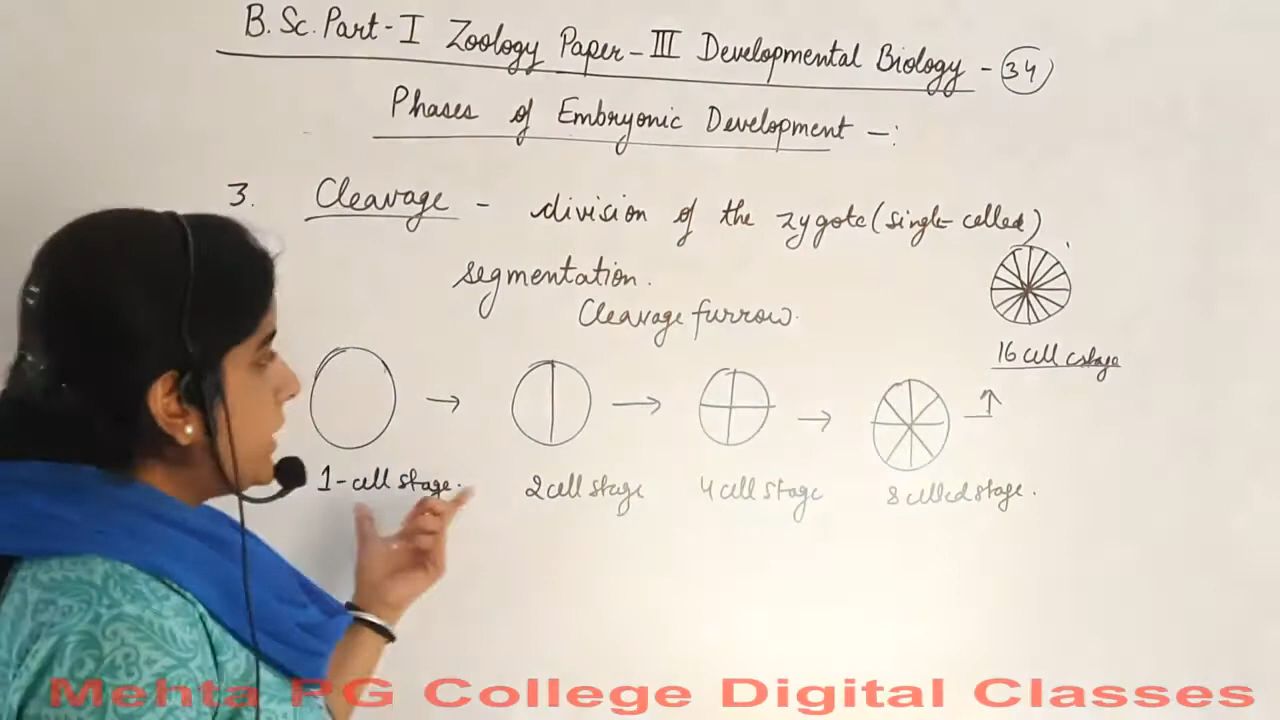 B.Sc. Part-I Zoology Paper-III Developmental Biology - 34
Phases of Embryonic Development -:
3. Cleavage - division of the zygote (single celled)
segmentation.
Cleavage furrow.
16 cell cstage
1-cell stage.
2 cell stage
4 cell stage
8 celled stage.
Mehta PG College Digital Classes